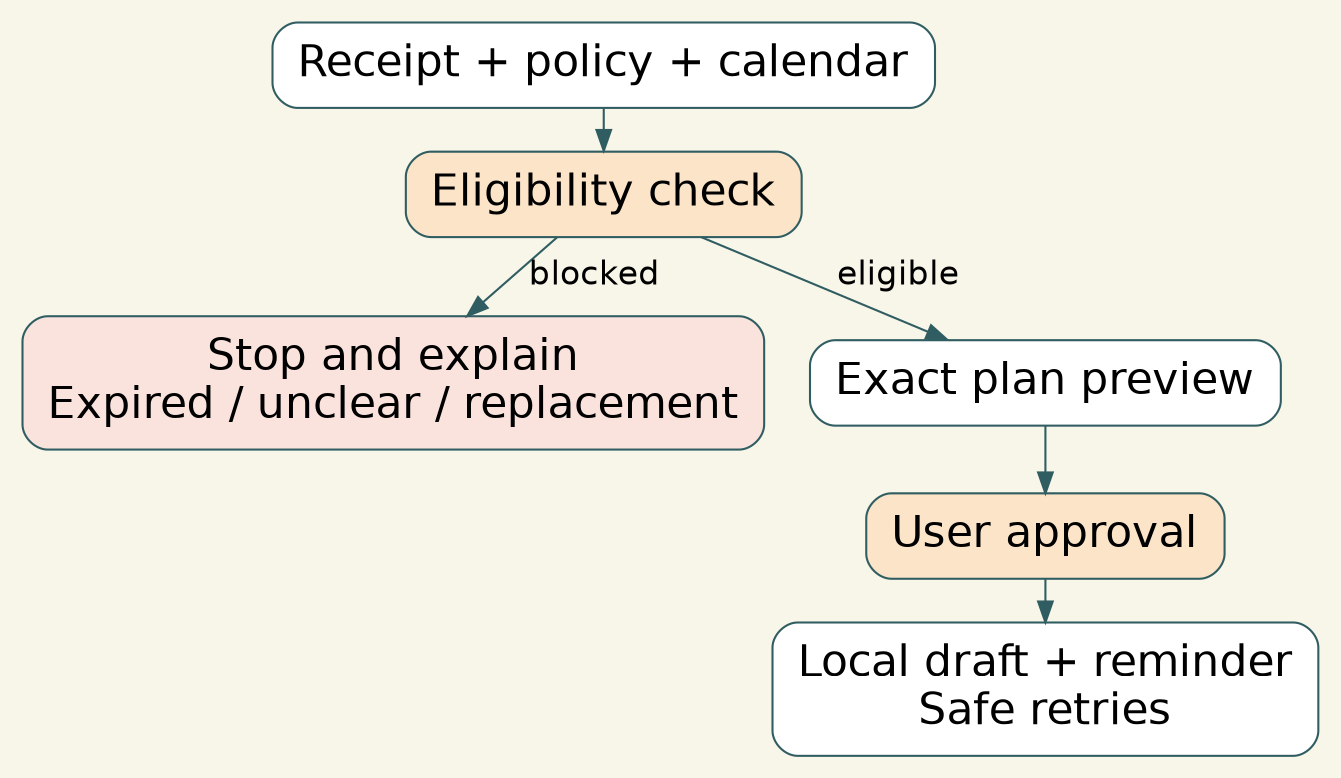 Receipt + policy + calendar
Eligibility check
blocked
eligible
Stop and explain
Expired / unclear / replacement
Exact plan preview
User approval
Local draft + reminder
Safe retries